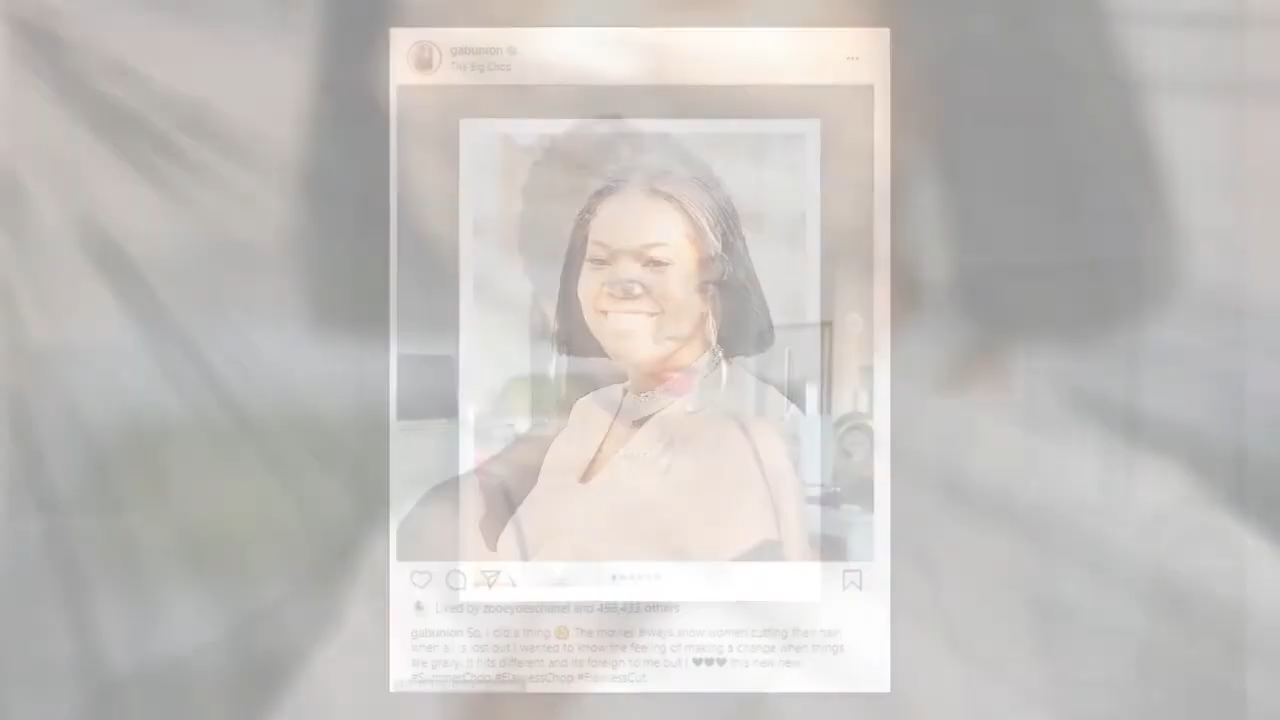 gabunion
The Big Chop
Liked by zooeydeschanel and 453,433 others
gabunion So, I did a thing The movies always show women cutting their hair
when all is lost but I wanted to know the feeling of making a change when things
are gravy. It hits different and its foreign to me but I ♥♥♥ this new new.
#SummerChop #FlawlessChop #FlawlessCut